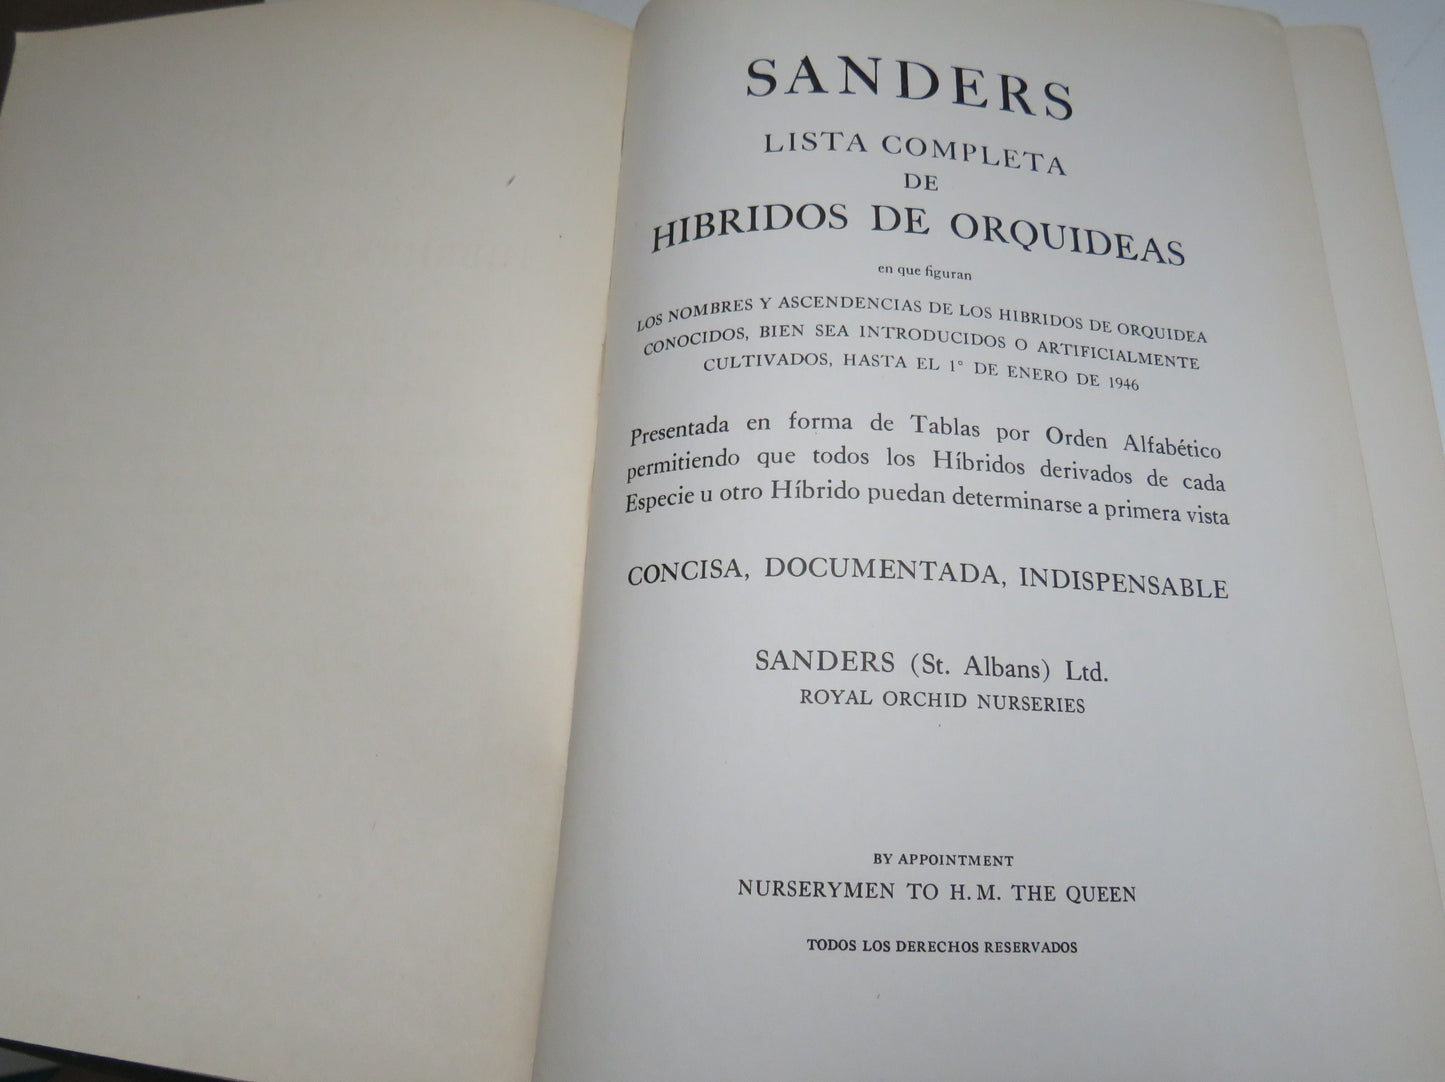 SANDERS
LISTA COMPLETA
DE
HIBRIDOS DE ORQUIDEAS
en que figuran
LOS NOMBRES Y ASCENDENCIAS DE LOS HIBRIDOS DE ORQUIDEA
CONOCIDOS, BIEN SEA INTRODUCIDOS O ARTIFICIALMENTE
CULTIVADOS, HASTA EL 1° DE ENERO DE 1946
Presentada en forma de Tablas por Orden Alfabético
permitiendo que todos los Híbridos derivados de cada
Especie u otro Híbrido puedan determinarse a primera vista
CONCISA, DOCUMENTADA, INDISPENSABLE
SANDERS (St. Albans) Ltd.
ROYAL ORCHID NURSERIES
BY APPOINTMENT
NURSERYMEN TO H.M. THE QUEEN
TODOS LOS DERECHOS RESERVADOS